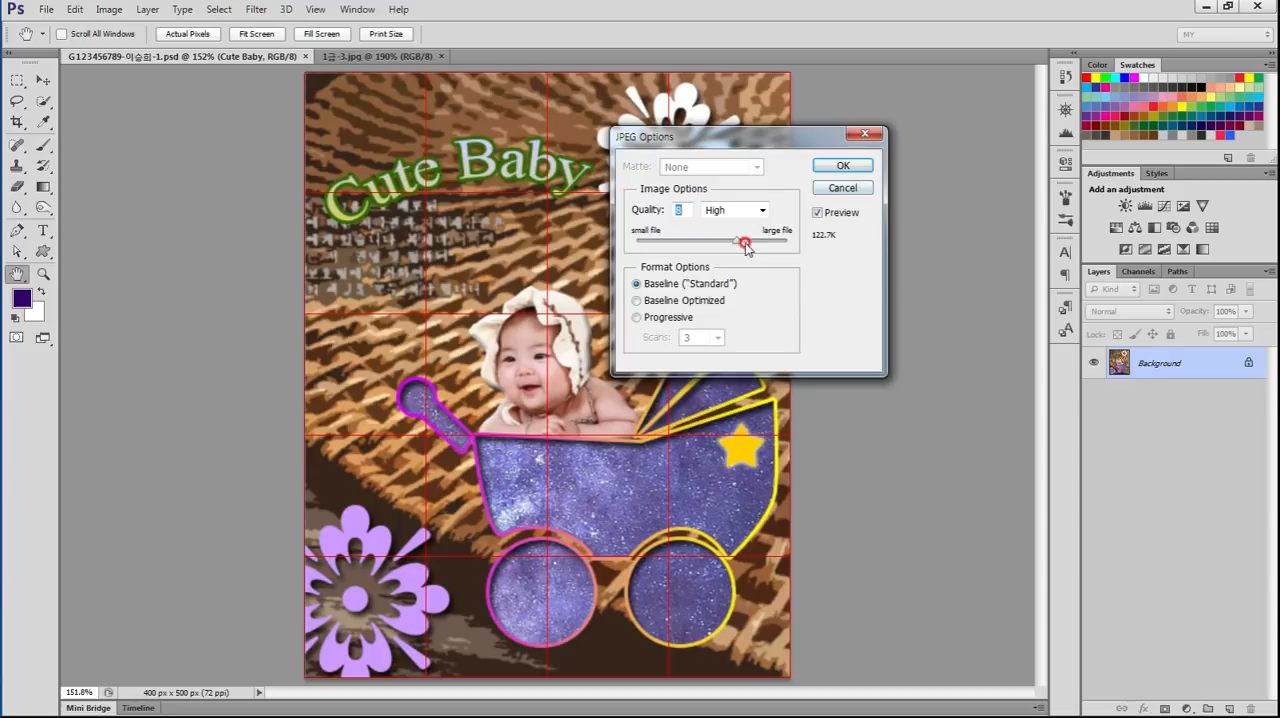 Ps File Edit Image Layer Type Select Filter 3D View Window Help
Scroll All Windows Actual Pixels Fit Screen Fill Screen Print Size MY
G123456789-이승희-1.psd @ 152% (Cute Baby, RGB/8) × 1급-3.jpg @ 190% (RGB/8) ×
Color Swatches
JPEG Options
Matte: None
OK
Image Options
Cancel
Quality: 8 High
Preview
small file large file
122.7K
Format Options
Baseline ("Standard")
Baseline Optimized
Progressive
Scans: 3
Cute Baby
Adjustments Styles
Add an adjustment
Layers Channels Paths
Kind
Normal Opacity: 100%
Lock: Fill: 100%
Background
151.8% 400 px x 500 px (72 ppi)
Mini Bridge Timeline